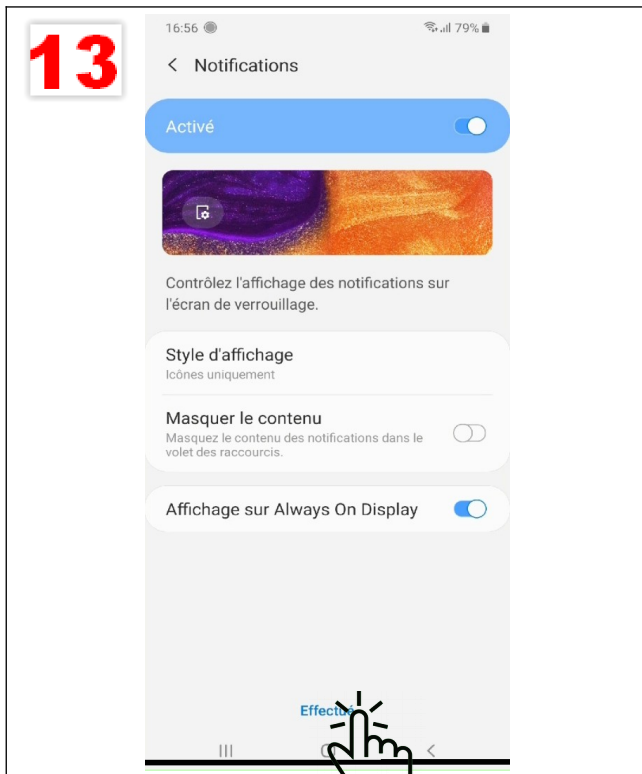 13
16:56 79%
< Notifications
Activé
Contrôlez l'affichage des notifications sur
l'écran de verrouillage.
Style d'affichage
Icônes uniquement
Masquer le contenu
Masquez le contenu des notifications dans le
volet des raccourcis.
Affichage sur Always On Display
Effectué